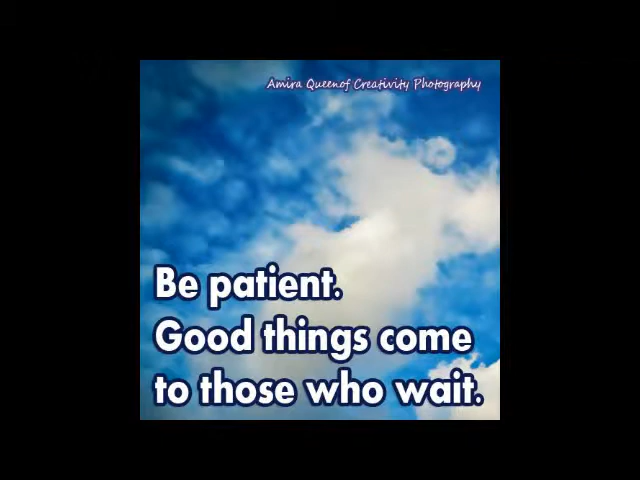 Amira Queenof Creativity Photography
Be patient.
Good things come
to those who wait.